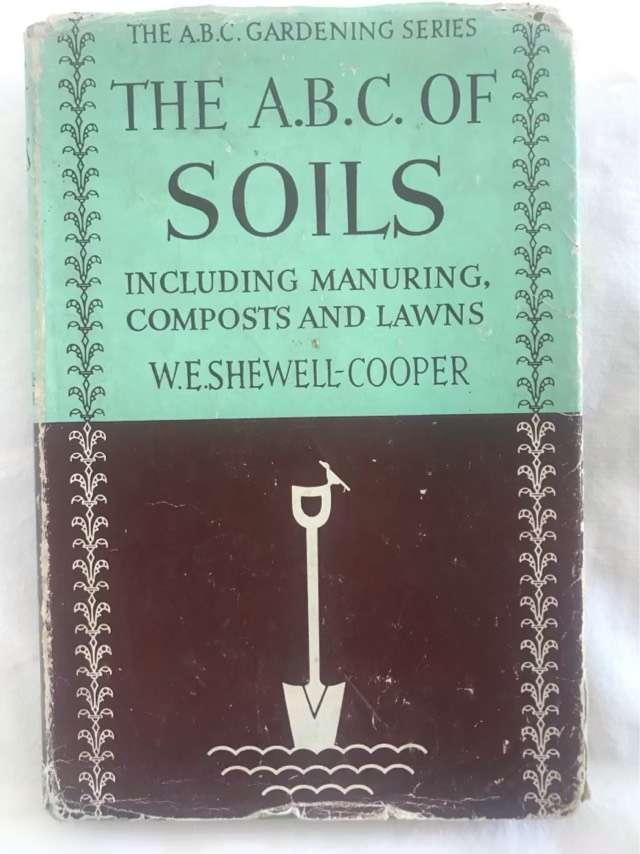 THE A.B.C. GARDENING SERIES
THE A.B.C. OF
SOILS
INCLUDING MANURING,
COMPOSTS AND LAWNS
W.E.SHEWELL-COOPER